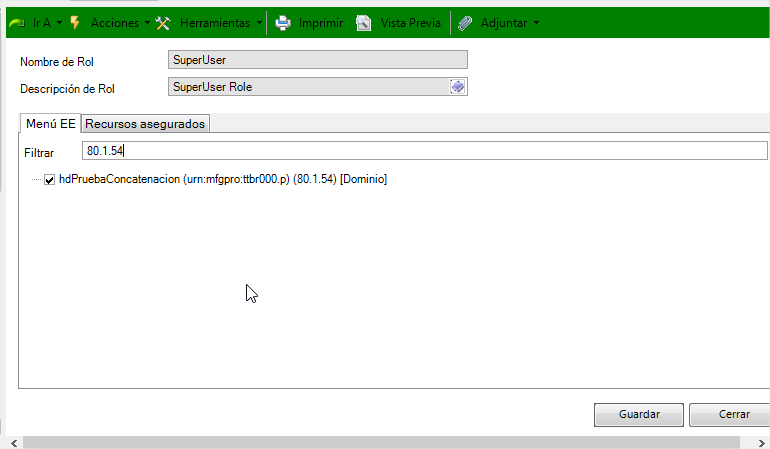 Ir A Acciones Herramientas Imprimir Vista Previa Adjuntar
Nombre de Rol SuperUser
Descripción de Rol SuperUser Role
Menú EE Recursos asegurados
Filtrar 80.1.54
hdPruebaConcatenacion (urn:mfgpro:ttbr000.p) (80.1.54) [Dominio]
Guardar Cerrar